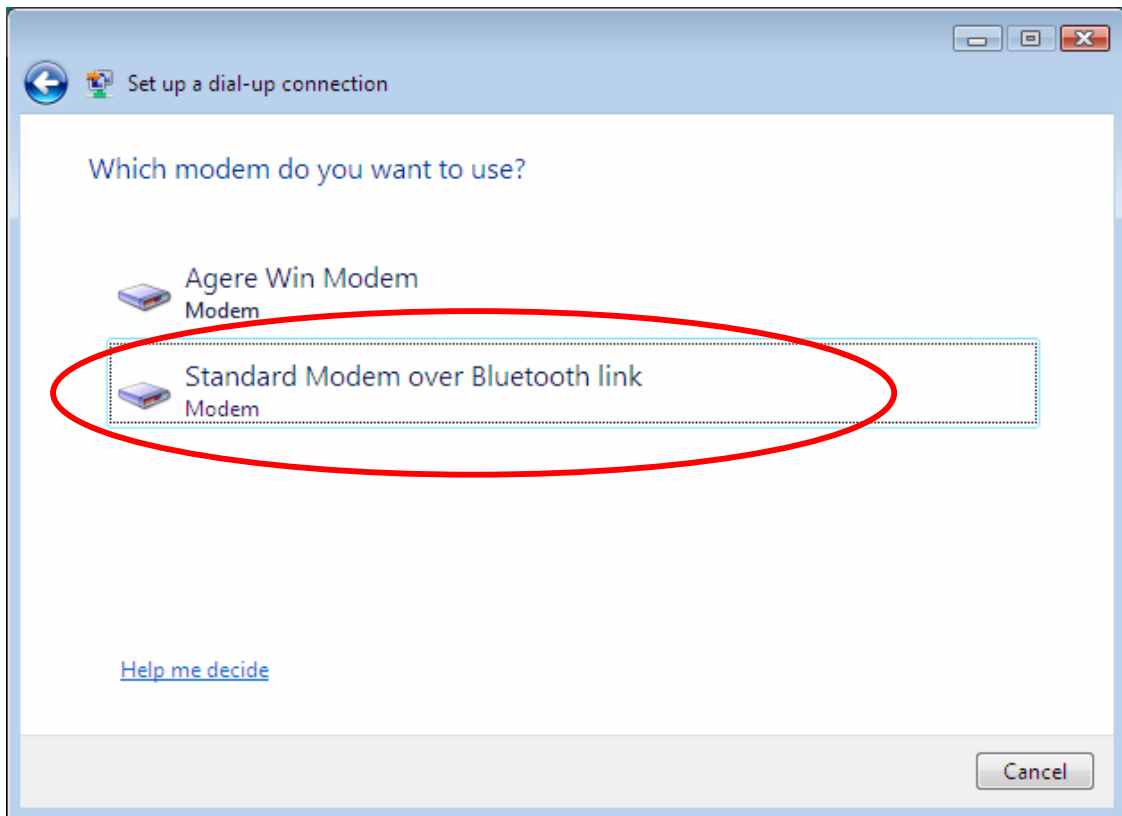 Set up a dial-up connection
Which modem do you want to use?
Agere Win Modem
Modem
Standard Modem over Bluetooth link
Modem
Help me decide
Cancel